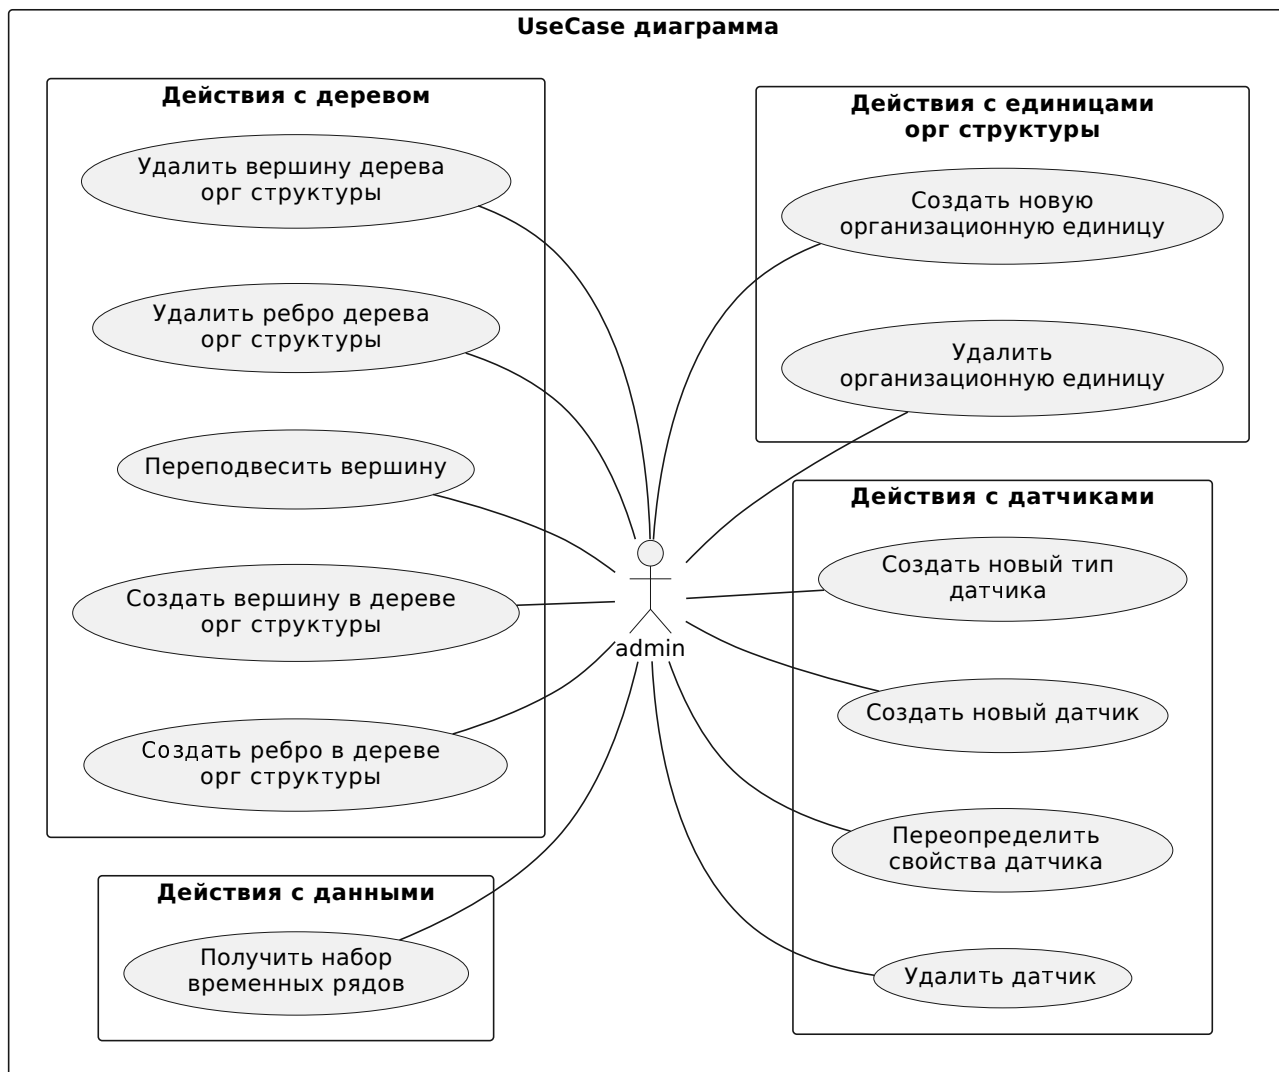 UseCase диаграмма
Действия с деревом
Удалить вершину дерева
орг структуры
Удалить ребро дерева
орг структуры
Переподвесить вершину
Создать вершину в дереве
орг структуры
Создать ребро в дереве
орг структуры
Действия с данными
Получить набор
временных рядов
admin
Действия с единицами
орг структуры
Создать новую
организационную единицу
Удалить
организационную единицу
Действия с датчиками
Создать новый тип
датчика
Создать новый датчик
Переопределить
свойства датчика
Удалить датчик